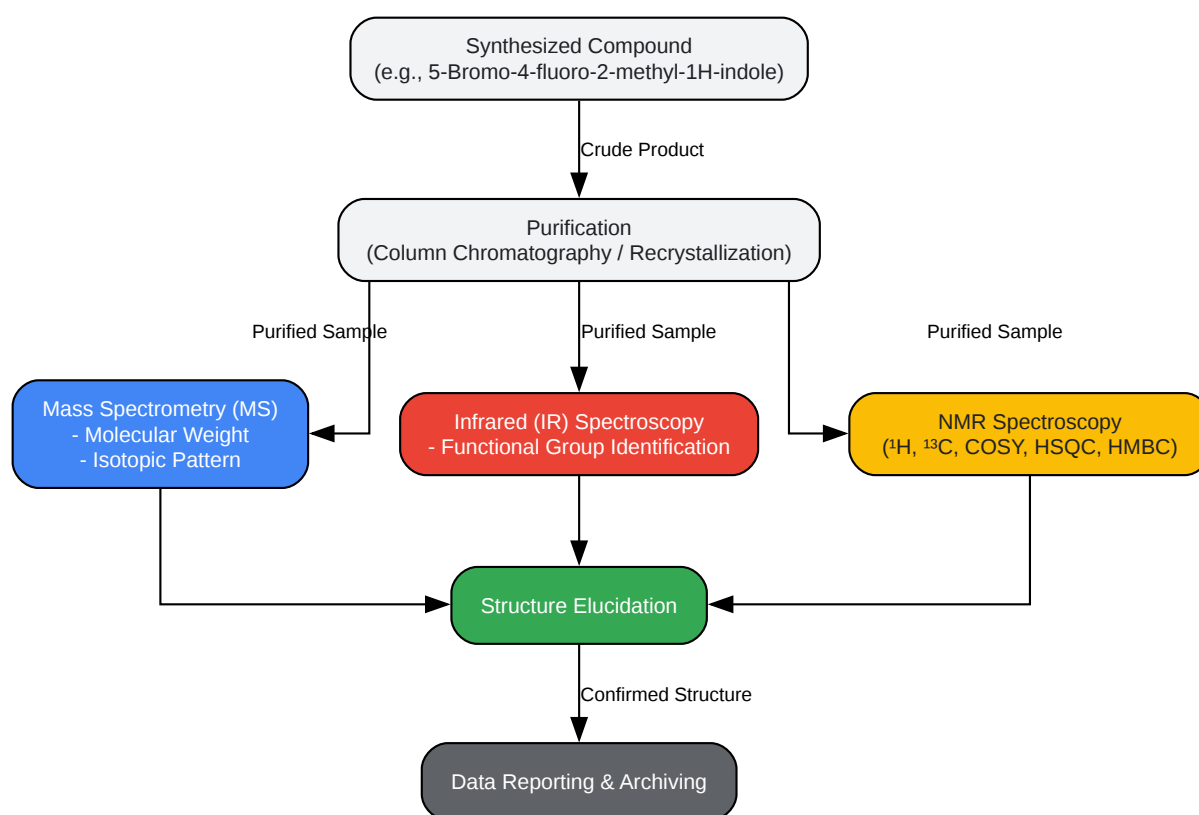 Synthesized Compound
(e.g., 5-Bromo-4-fluoro-2-methyl-1H-indole)
Crude Product
Purification
(Column Chromatography / Recrystallization)
Purified Sample
Purified Sample
Purified Sample
Mass Spectrometry (MS)
- Molecular Weight
- Isotopic Pattern
Infrared (IR) Spectroscopy
- Functional Group Identification
NMR Spectroscopy
(¹H, ¹³C, COSY, HSQC, HMBC)
Structure Elucidation
Confirmed Structure
Data Reporting & Archiving